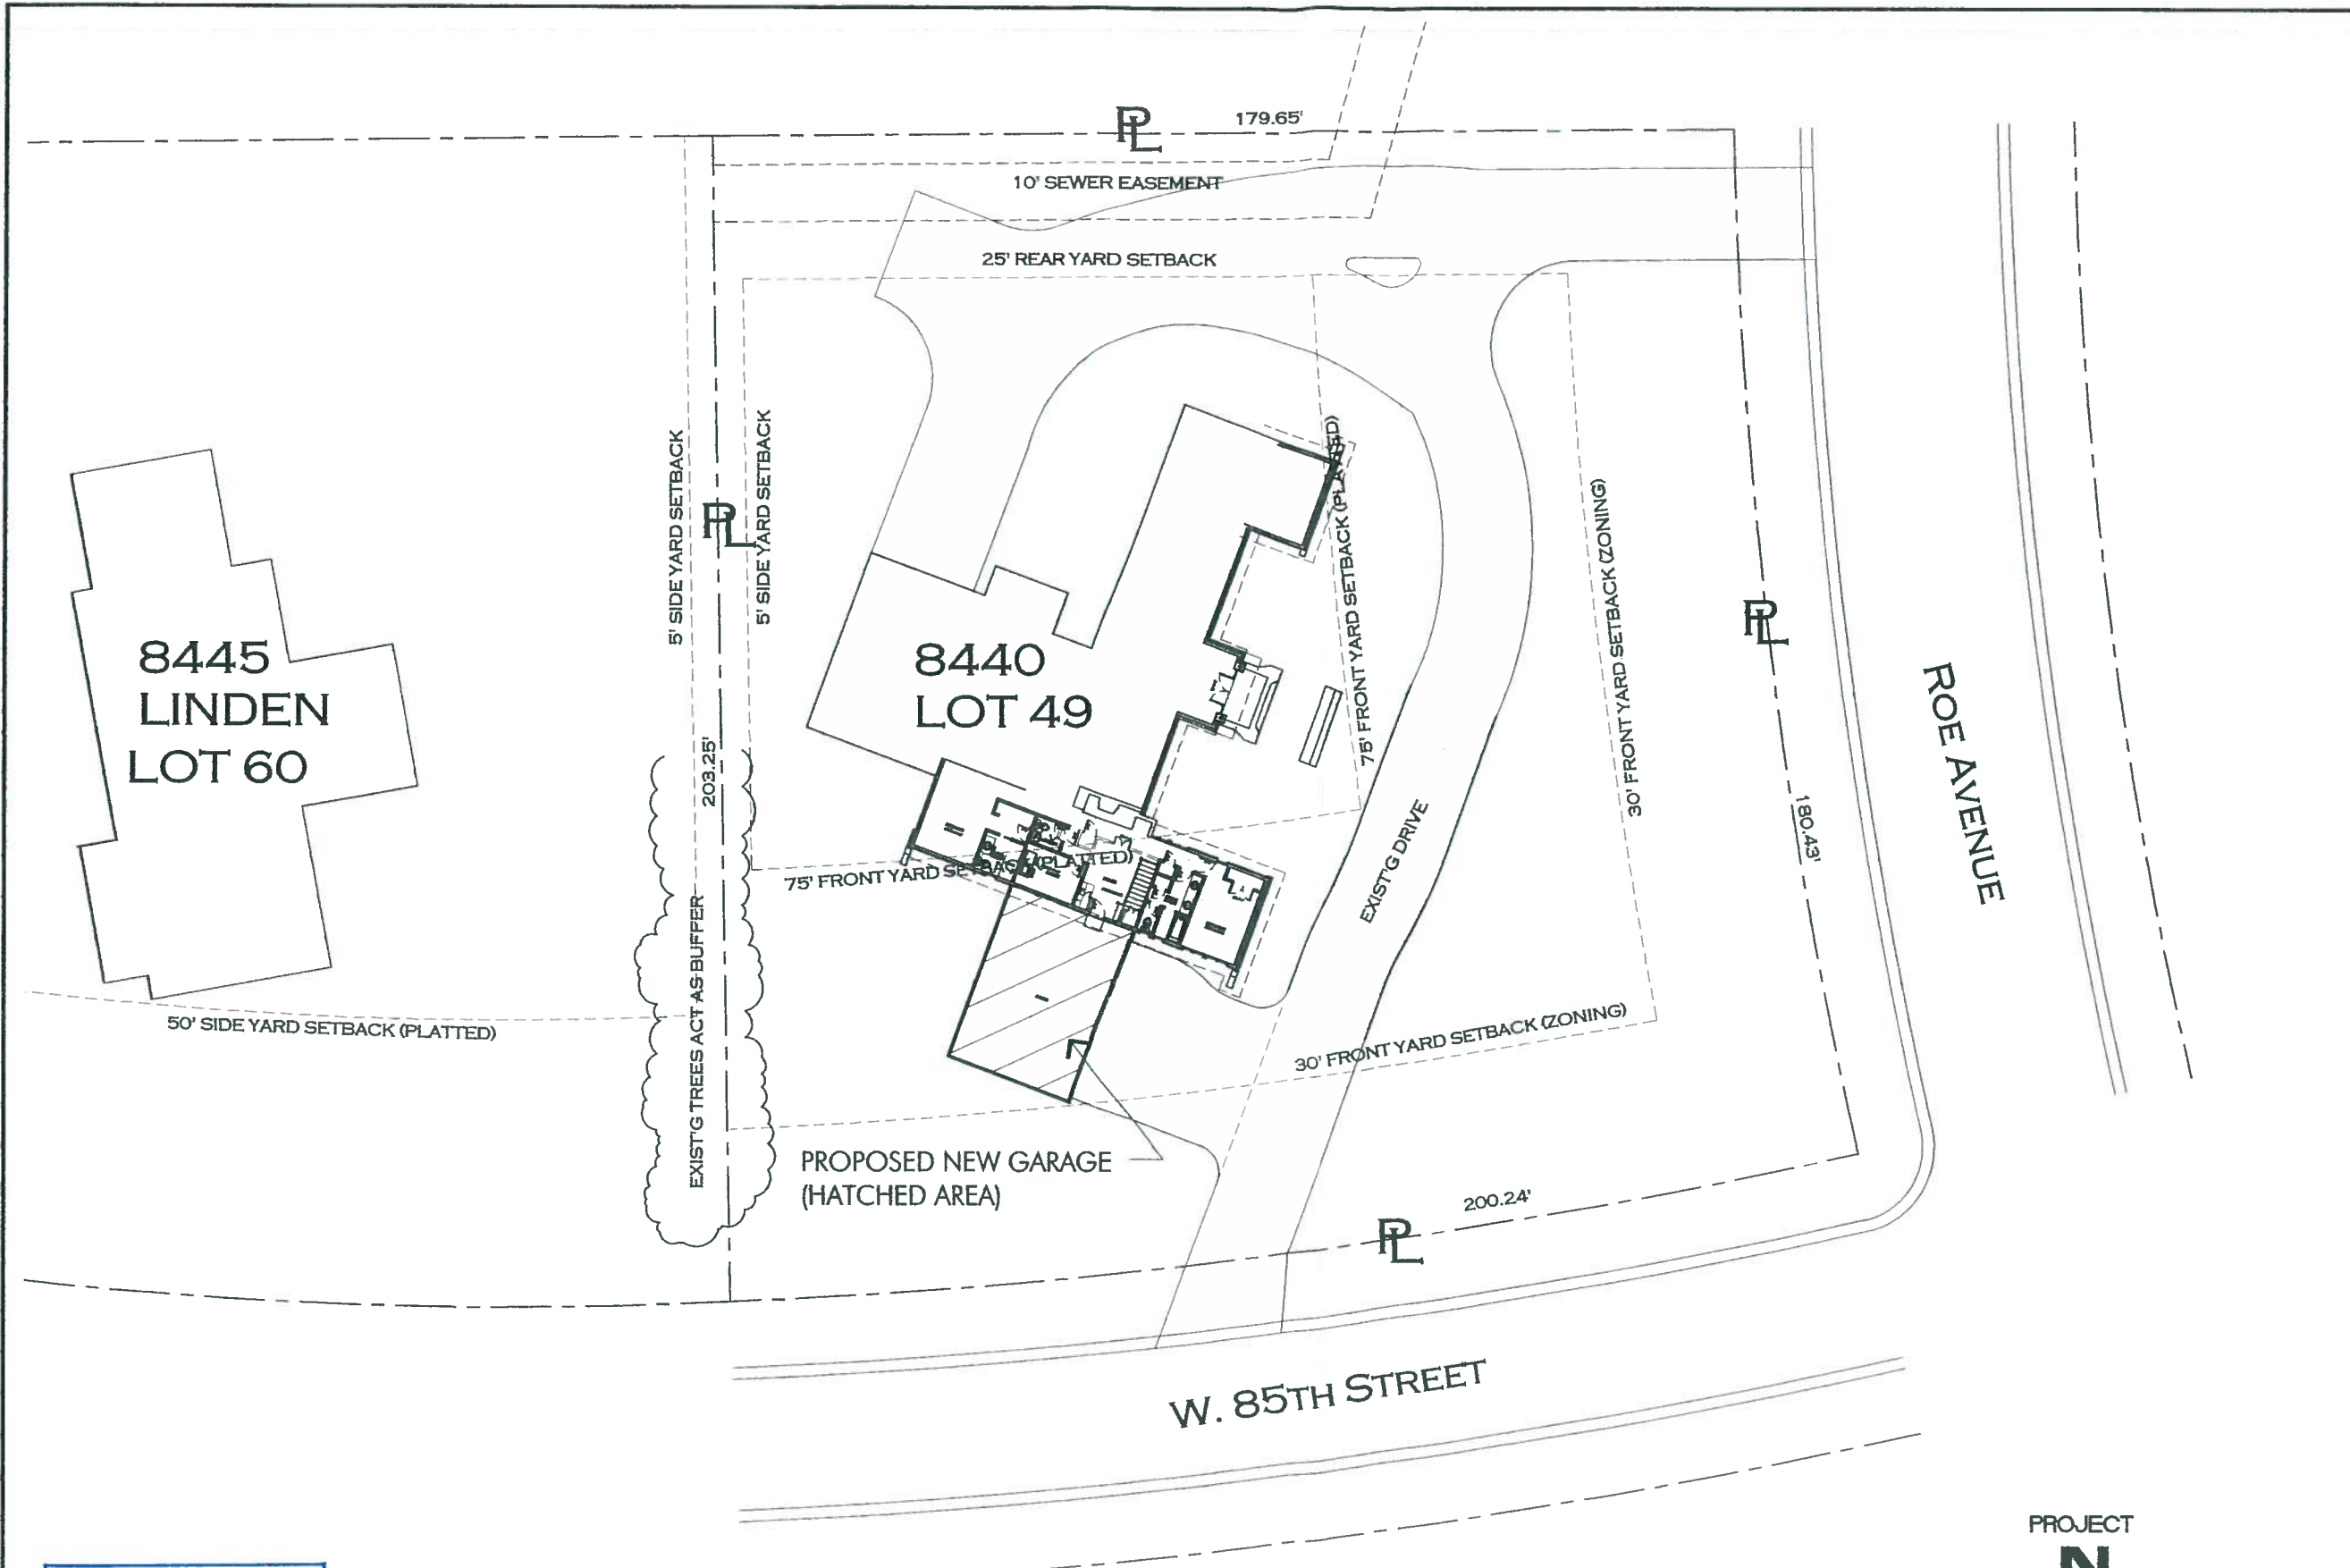 179.65'
PL
10' SEWER EASEMENT
25' REAR YARD SETBACK
5' SIDE YARD SETBACK
PL
5' SIDE YARD SETBACK
75' FRONT YARD SETBACK (PLATTED)
30' FRONT YARD SETBACK (ZONING)
PL
8445
LINDEN
LOT 60
8440
LOT 49
ROE AVENUE
203.25'
180.43'
EXIST'G DRIVE
75' FRONT YARD SETBACK (PLATTED)
EXIST'G TREES ACT AS BUFFER
50' SIDE YARD SETBACK (PLATTED)
30' FRONT YARD SETBACK (ZONING)
PROPOSED NEW GARAGE
(HATCHED AREA)
200.24'
PL
W. 85TH STREET
PROJECT
N